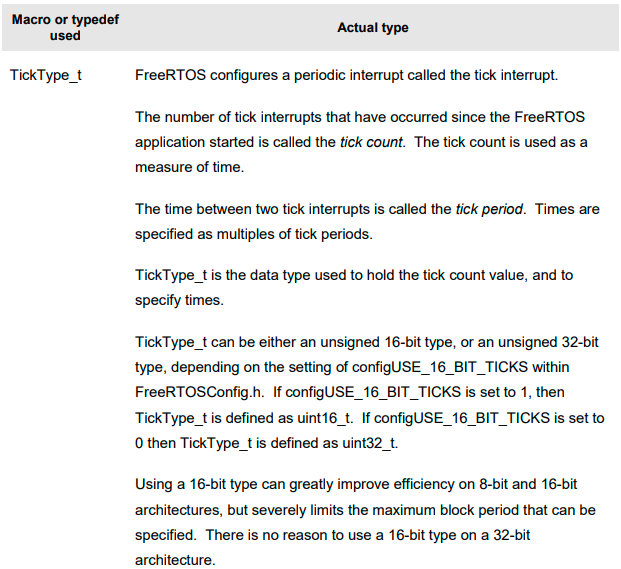 Macro or typedef
used
Actual type
TickType_t
FreeRTOS configures a periodic interrupt called the tick interrupt.
The number of tick interrupts that have occurred since the FreeRTOS
application started is called the tick count.  The tick count is used as a
measure of time.
The time between two tick interrupts is called the tick period.  Times are
specified as multiples of tick periods.
TickType_t is the data type used to hold the tick count value, and to
specify times.
TickType_t can be either an unsigned 16-bit type, or an unsigned 32-bit
type, depending on the setting of configUSE_16_BIT_TICKS within
FreeRTOSConfig.h.  If configUSE_16_BIT_TICKS is set to 1, then
TickType_t is defined as uint16_t.  If configUSE_16_BIT_TICKS is set to
0 then TickType_t is defined as uint32_t.
Using a 16-bit type can greatly improve efficiency on 8-bit and 16-bit
architectures, but severely limits the maximum block period that can be
specified.  There is no reason to use a 16-bit type on a 32-bit
architecture.